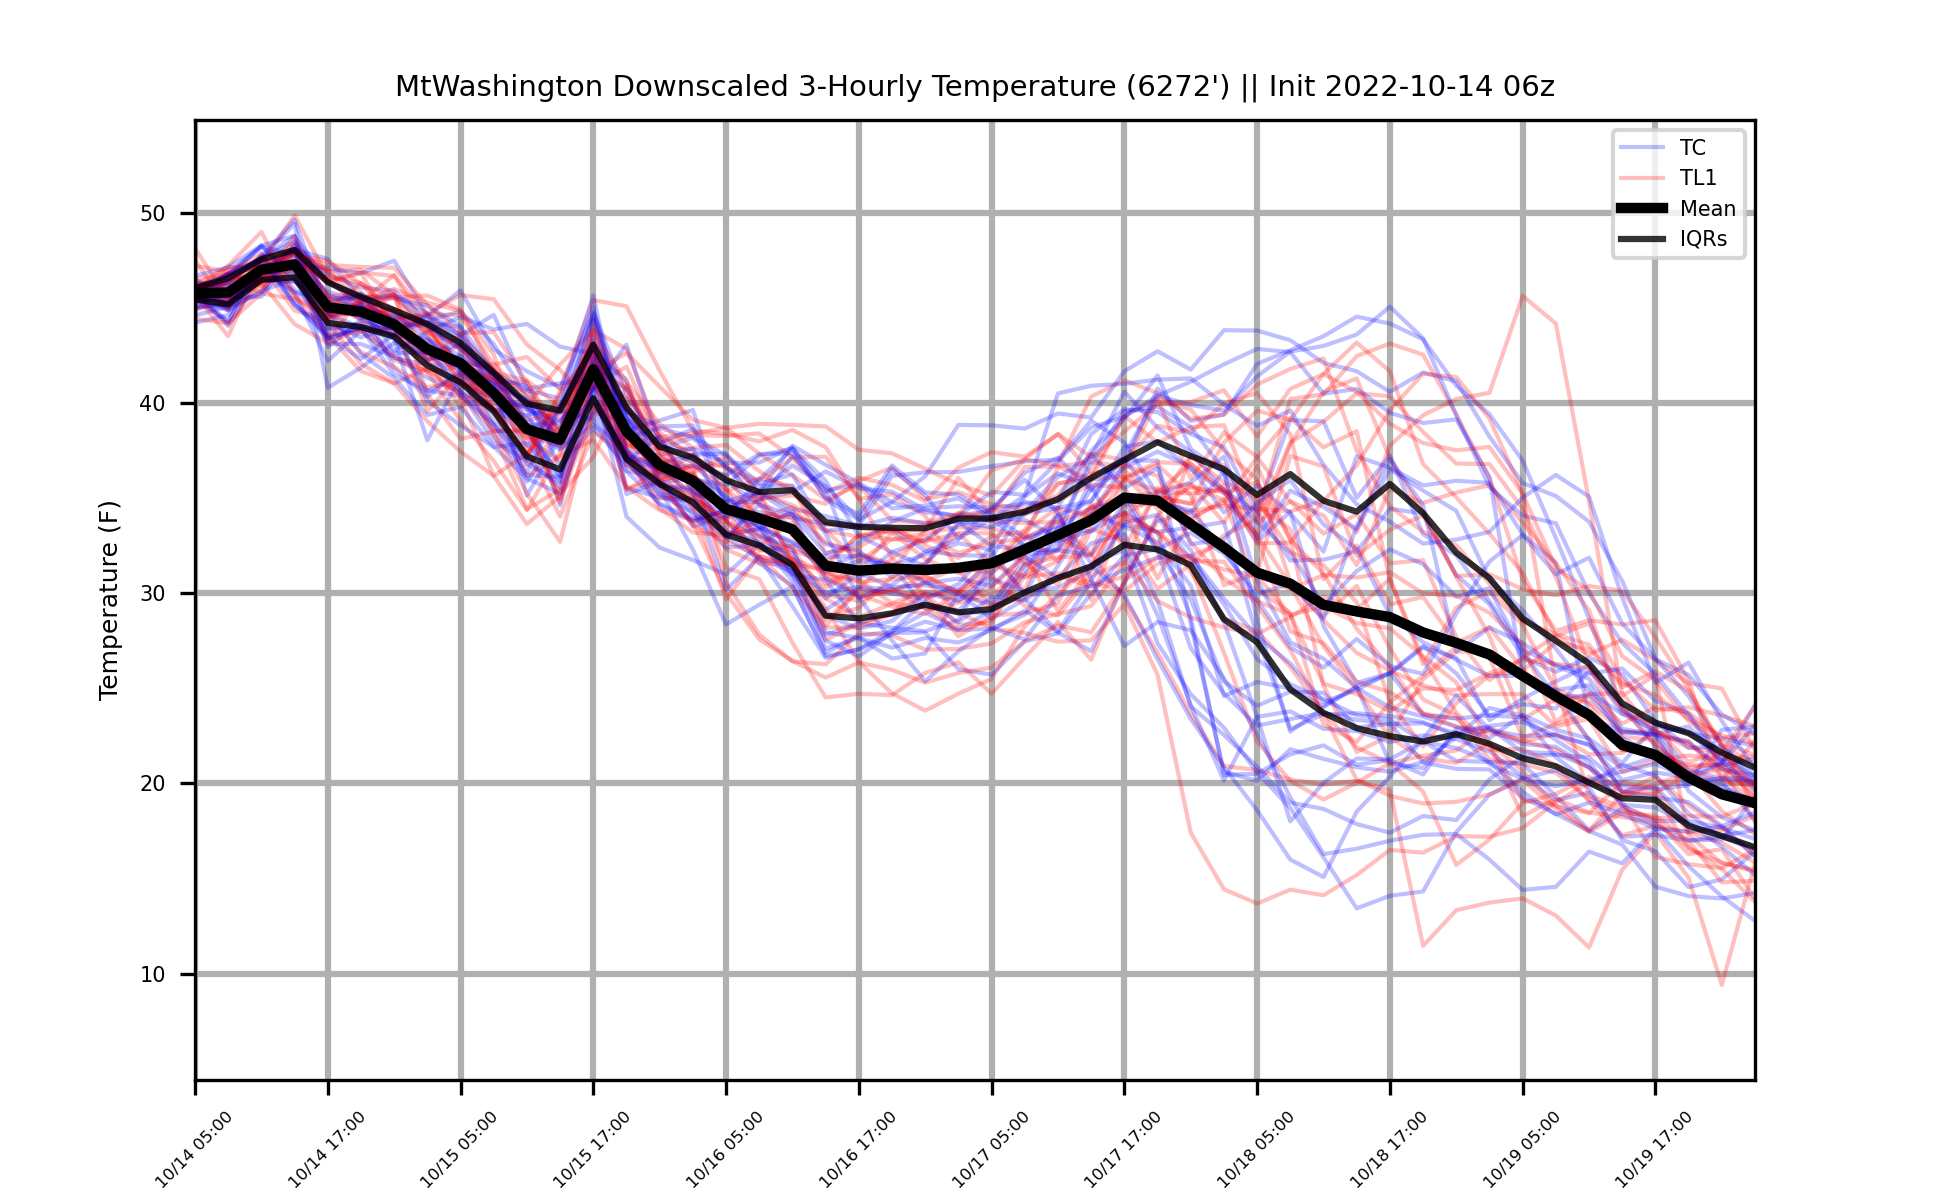 MtWashington Downscaled 3-Hourly Temperature (6272') || Init 2022-10-14 06z
TC
TL1
Mean
IQRs
Temperature (F)
50
40
30
20
10
10/14 05:00
10/14 17:00
10/15 05:00
10/15 17:00
10/16 05:00
10/16 17:00
10/17 05:00
10/17 17:00
10/18 05:00
10/18 17:00
10/19 05:00
10/19 17:00